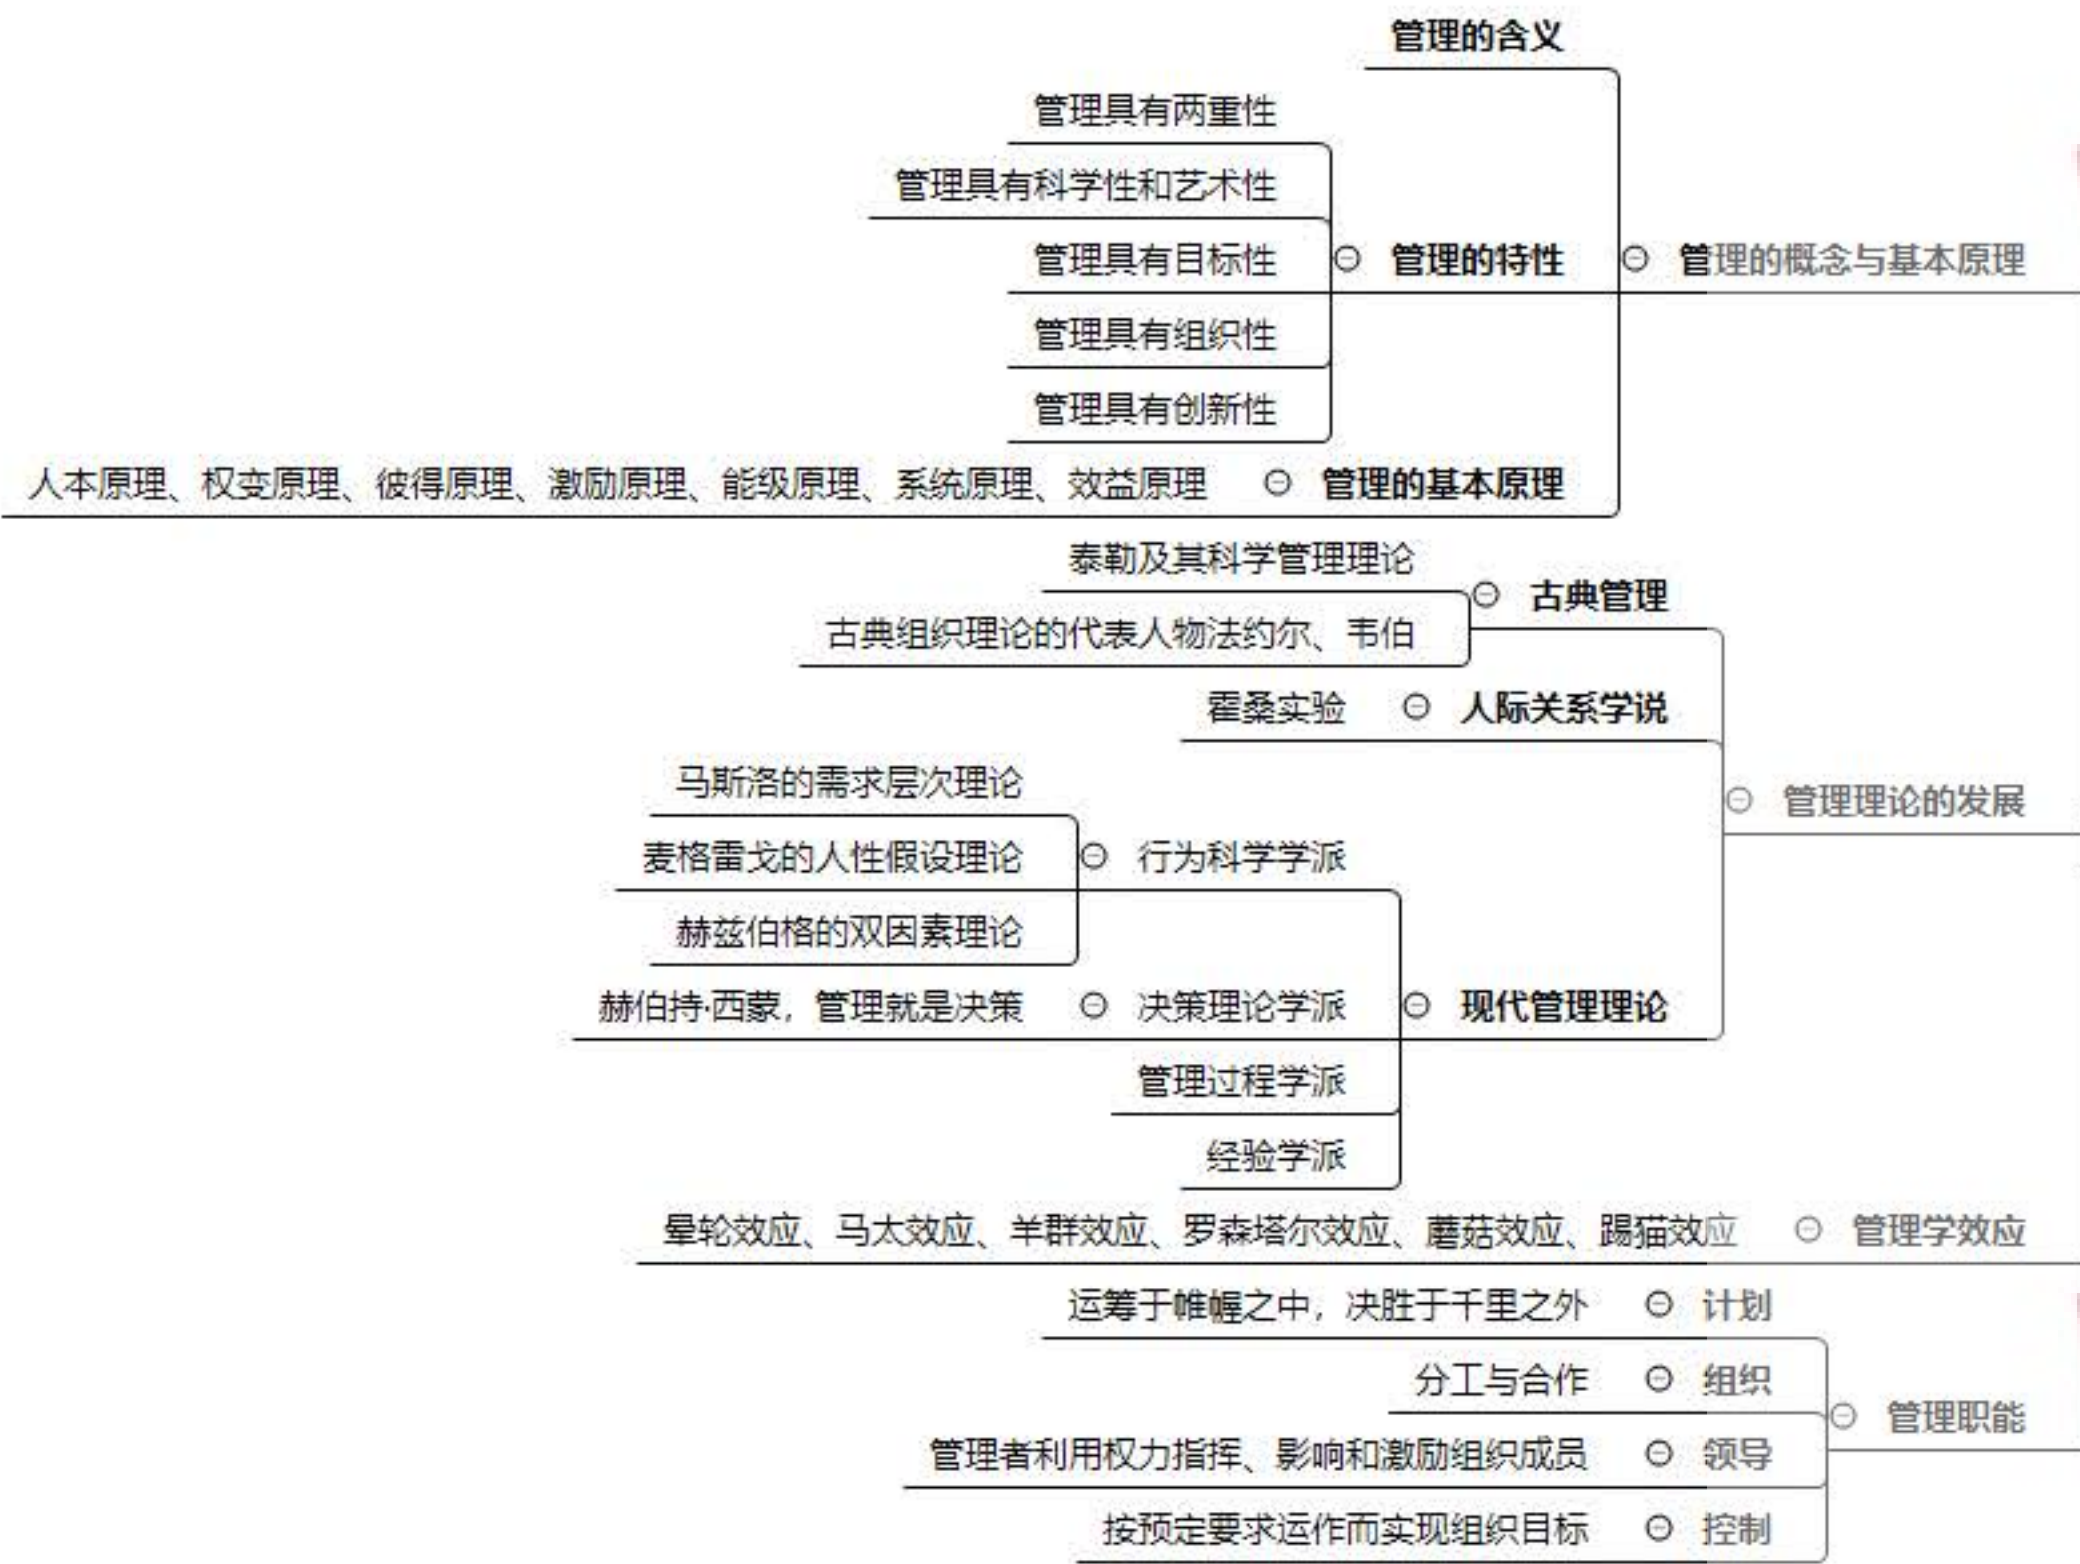 管理的含义
管理具有两重性
管理具有科学性和艺术性
管理具有目标性 管理的特性 管理的概念与基本原理
管理具有组织性
管理具有创新性
人本原理、权变原理、彼得原理、激励原理、能级原理、系统原理、效益原理 管理的基本原理
泰勒及其科学管理理论
古典管理
古典组织理论的代表人物法约尔、韦伯
霍桑实验 人际关系学说
马斯洛的需求层次理论
管理理论的发展
麦格雷戈的人性假设理论 行为科学学派
赫兹伯格的双因素理论
赫伯持·西蒙，管理就是决策 决策理论学派 现代管理理论
管理过程学派
经验学派
晕轮效应、马太效应、羊群效应、罗森塔尔效应、蘑菇效应、踢猫效应 管理学效应
运筹于帷幄之中，决胜于千里之外 计划
分工与合作 组织
管理职能
管理者利用权力指挥、影响和激励组织成员 领导
按预定要求运作而实现组织目标 控制